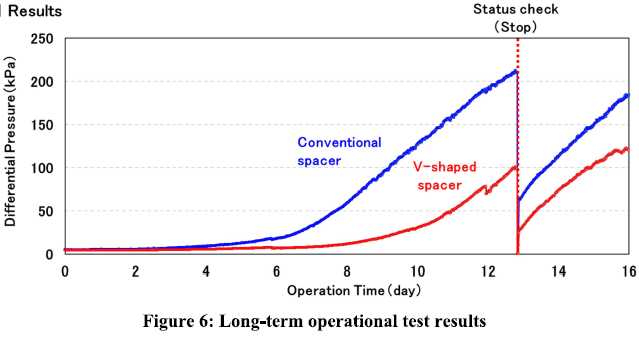 Results
Status check
(Stop)
Differential Pressure (kPa)
250
200
150
100
50
0
Conventional
spacer
V-shaped
spacer
0 2 4 6 8 10 12 14 16
Operation Time (day)
Figure 6: Long-term operational test results